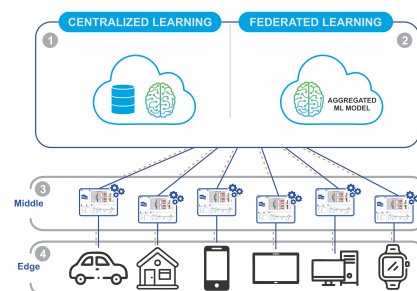 CENTRALIZED LEARNING
FEDERATED LEARNING
1
2
AGGREGATED
ML MODEL
3
Middle
4
Edge